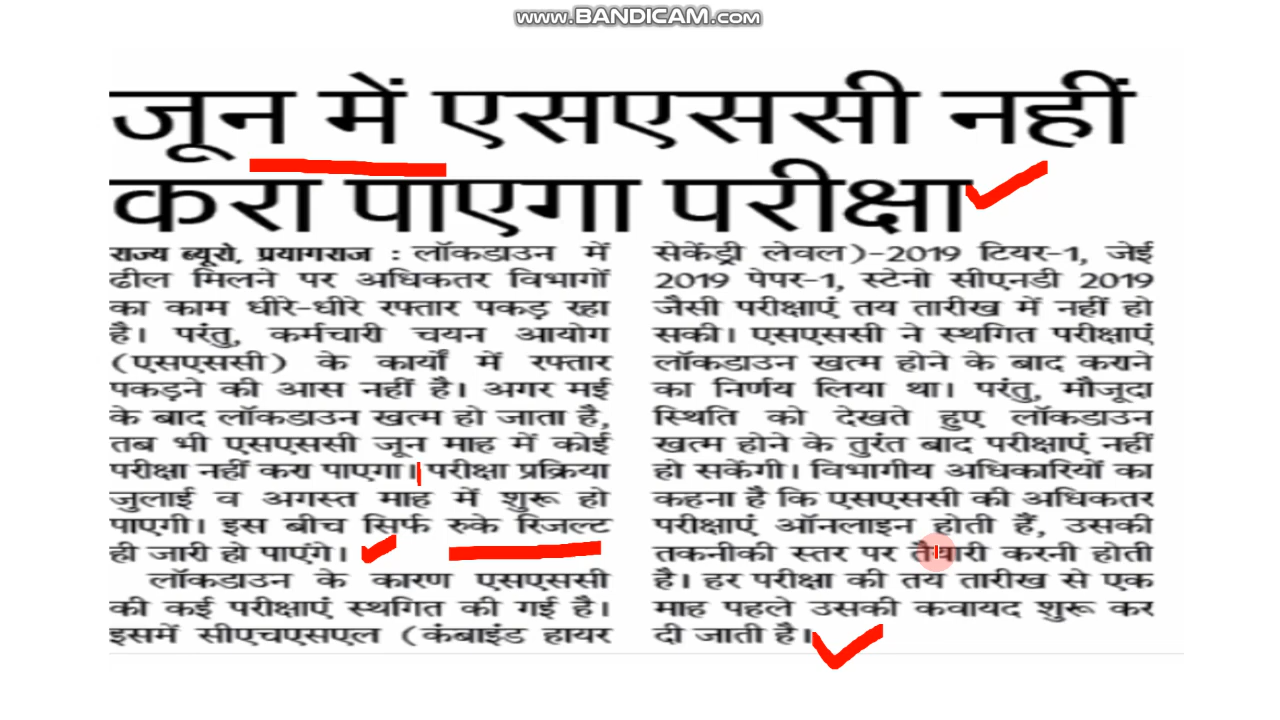 www.BANDICAM.com
जून में एसएससी नहीं
करा पाएगा परीक्षा
राज्य ब्यूरो, प्रयागराज : लॉकडाउन में
ढील मिलने पर अधिकतर विभागों
का काम धीरे-धीरे रफ्तार पकड़ रहा
है। परंतु, कर्मचारी चयन आयोग
(एसएससी) के कार्यों में रफ्तार
पकड़ने की आस नहीं है। अगर मई
के बाद लॉकडाउन खत्म हो जाता है,
तब भी एसएससी जून माह में कोई
परीक्षा नहीं करा पाएगा। परीक्षा प्रक्रिया
जुलाई व अगस्त माह में शुरू हो
पाएगी। इस बीच सिर्फ रुके रिजल्ट
ही जारी हो पाएंगे।
लॉकडाउन के कारण एसएससी
की कई परीक्षाएं स्थगित की गई है।
इसमें सीएचएसएल (कंबाइंड हायर
सेकेंड्री लेवल)-2019 टियर-1, जेई
2019 पेपर-1, स्टेनो सीएनडी 2019
जैसी परीक्षाएं तय तारीख में नहीं हो
सकी। एसएससी ने स्थगित परीक्षाएं
लॉकडाउन खत्म होने के बाद कराने
का निर्णय लिया था। परंतु, मौजूदा
स्थिति को देखते हुए लॉकडाउन
खत्म होने के तुरंत बाद परीक्षाएं नहीं
हो सकेंगी। विभागीय अधिकारियों का
कहना है कि एसएससी की अधिकतर
परीक्षाएं ऑनलाइन होती हैं, उसकी
तकनीकी स्तर पर तैयारी करनी होती
है। हर परीक्षा की तय तारीख से एक
माह पहले उसकी कवायद शुरू कर
दी जाती है।